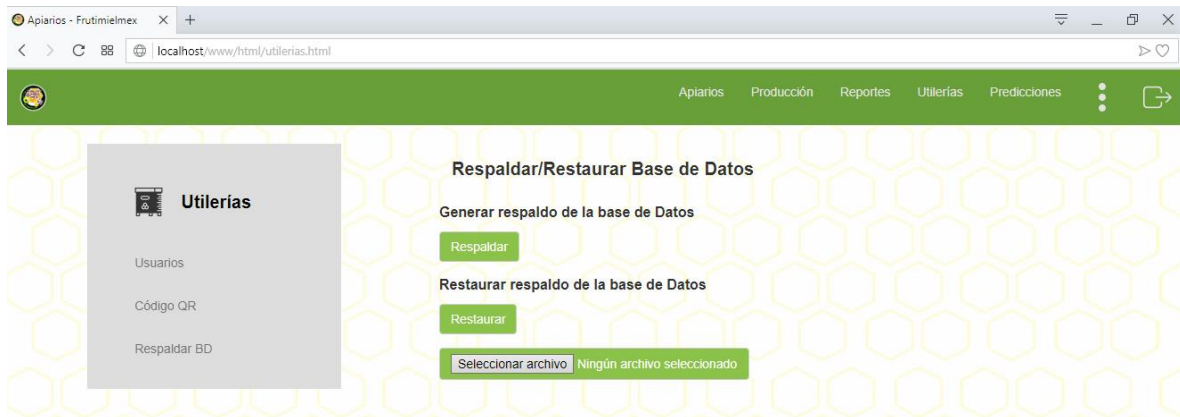 Apiarios - Frutimielmex
localhost/www/html/utilerias.html
Apiarios Producción Reportes Utilerías Predicciones
Utilerías
Usuarios
Código QR
Respaldar BD
Respaldar/Restaurar Base de Datos
Generar respaldo de la base de Datos
Respaldar
Restaurar respaldo de la base de Datos
Restaurar
Seleccionar archivo Ningún archivo seleccionado